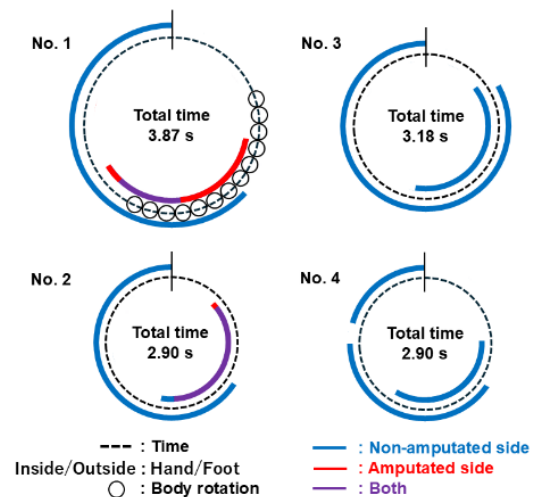 No. 1
Total time
3.87 s
No. 3
Total time
3.18 s
No. 2
Total time
2.90 s
No. 4
Total time
2.90 s
: Time
Inside/Outside : Hand/Foot
: Body rotation
: Non-amputated side
: Amputated side
: Both